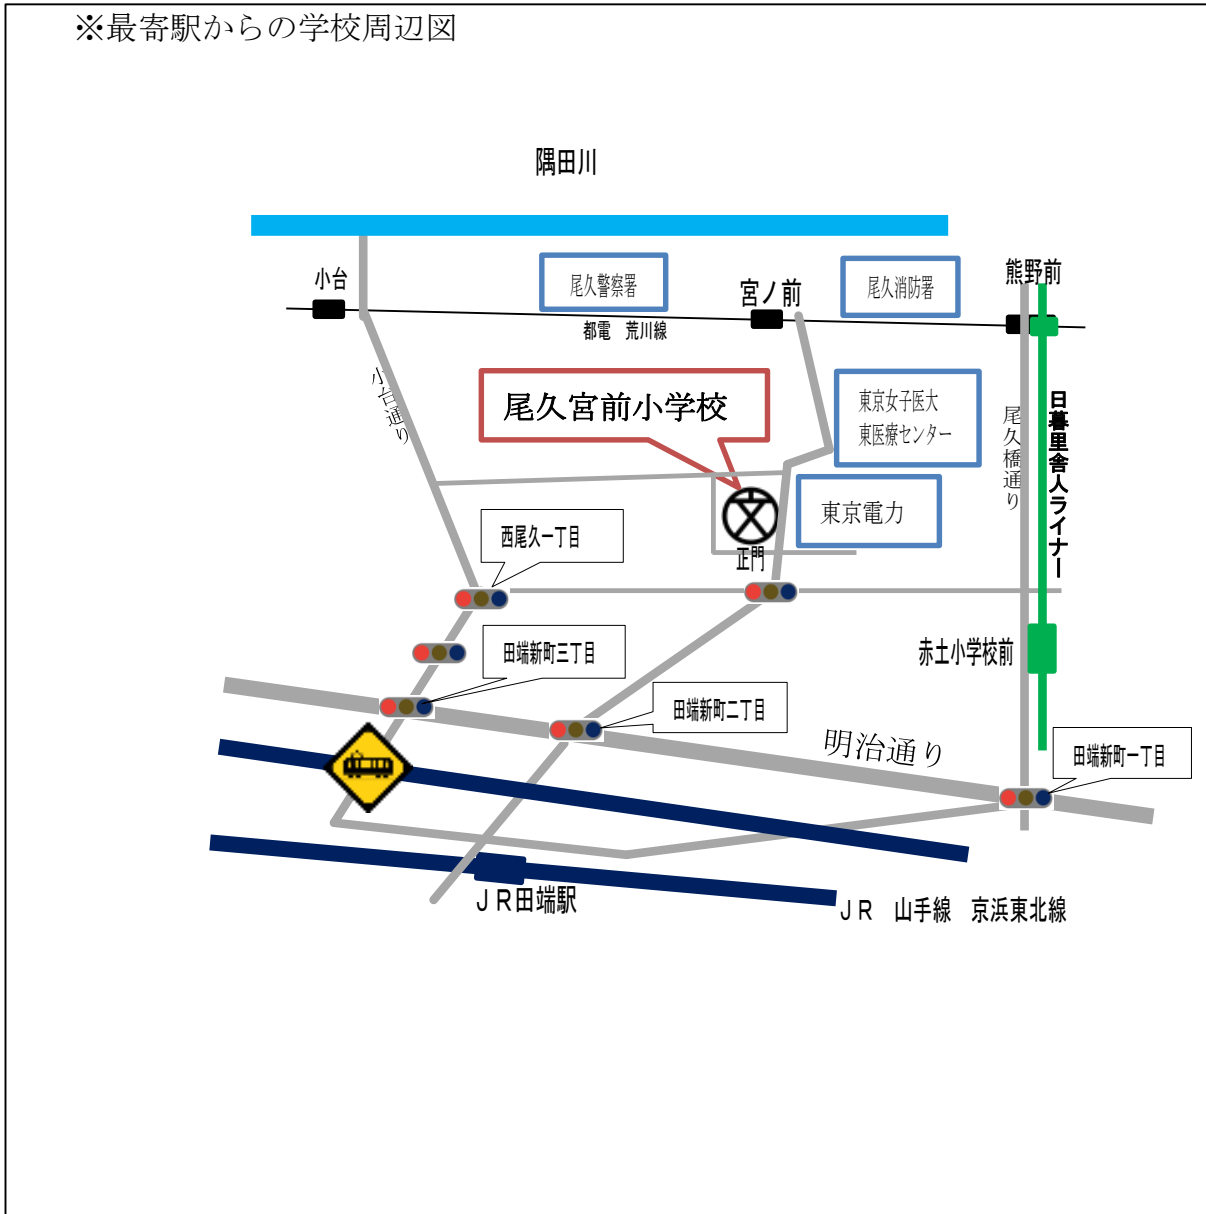 ※最寄駅からの学校周辺図
隅田川
小台
尾久警察署
宮ノ前
尾久消防署
熊野前
都電　荒川線
小台通り
尾久宮前小学校
東京女子医大
東医療センター
尾久橋通り
日暮里舎人ライナー
東京電力
西尾久一丁目
正門
田端新町三丁目
赤土小学校前
田端新町二丁目
明治通り
田端新町一丁目
ＪＲ田端駅
ＪＲ　山手線　京浜東北線